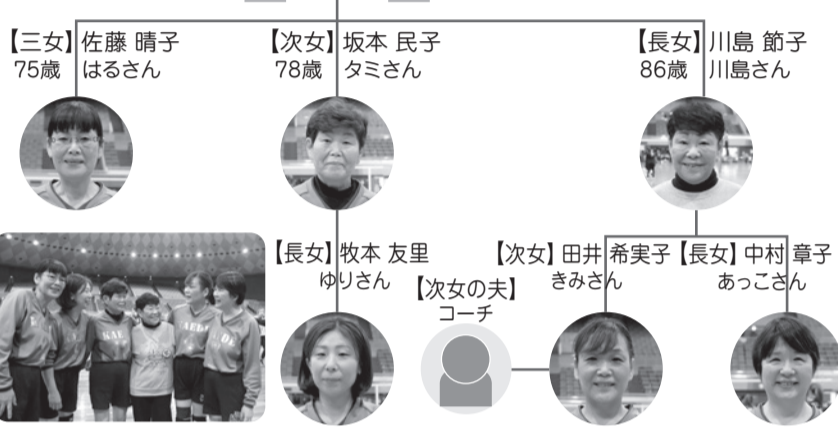 【三女】佐藤 晴子
75歳 はるさん
【次女】坂本 民子
78歳 タミさん
【長女】川島 節子
86歳 川島さん
【長女】牧本 友里
ゆりさん
【次女の夫】
コーチ
【次女】田井 希実子
きみさん
【長女】中村 章子
あっこさん